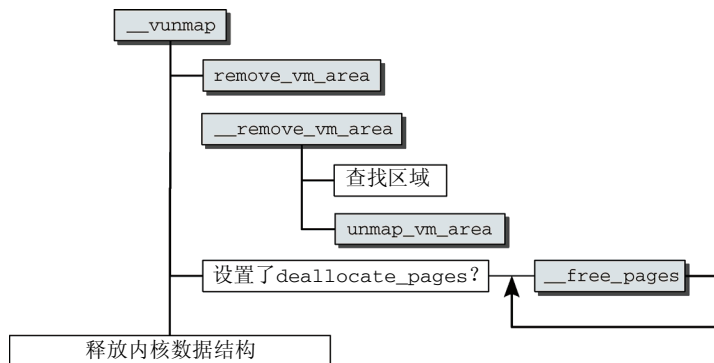 __vunmap
remove_vm_area
__remove_vm_area
查找区域
unmap_vm_area
设置了deallocate_pages？
__free_pages
释放内核数据结构